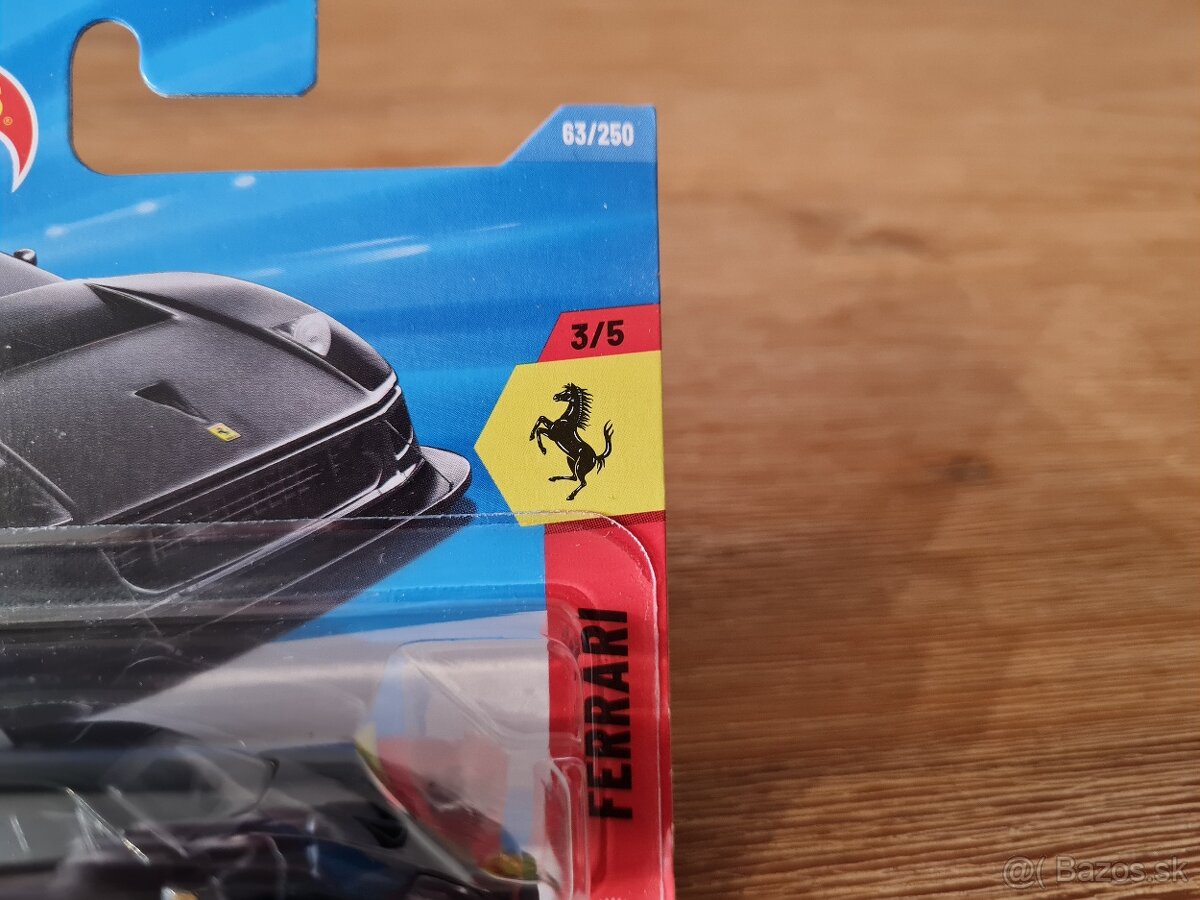 63/250
3/5
FERRARI
@( Bazos.sk